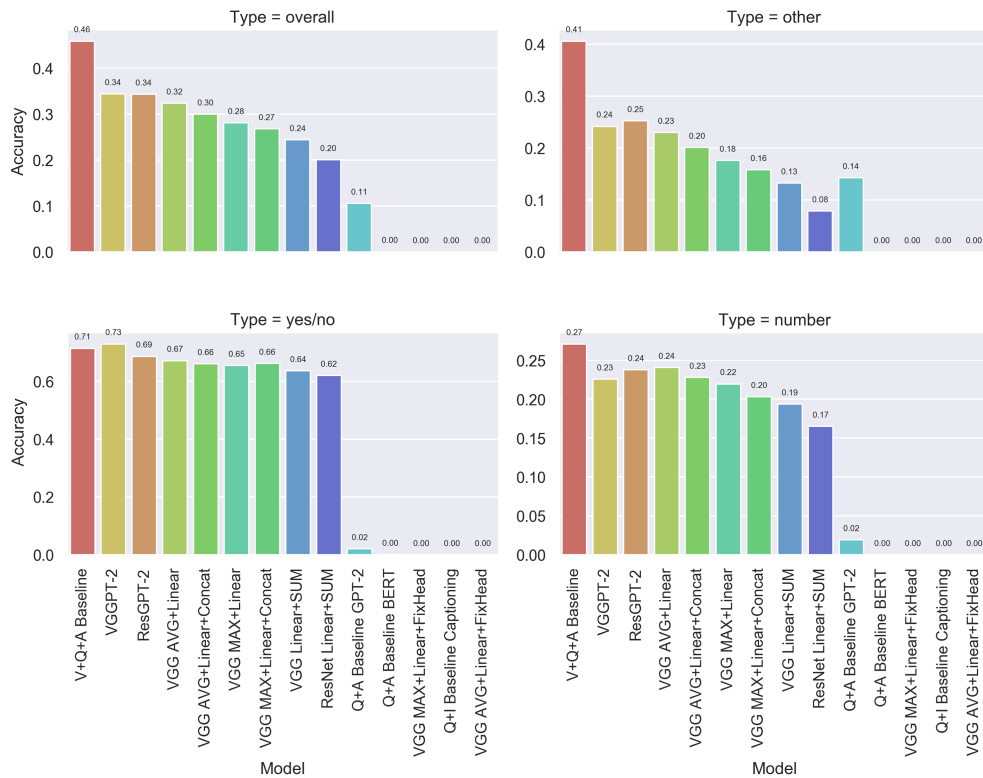 Type = overall
0.46
0.34
0.34
0.32
0.30
0.28
0.27
0.24
0.20
0.11
0.00
0.00
0.00
0.00
0.4
0.3
0.2
0.1
0.0
Accuracy
Type = other
0.41
0.24
0.25
0.23
0.20
0.18
0.16
0.13
0.08
0.14
0.00
0.00
0.00
0.00
0.4
0.3
0.2
0.1
0.0
Type = yes/no
0.71
0.73
0.69
0.67
0.66
0.65
0.66
0.64
0.62
0.02
0.00
0.00
0.00
0.00
0.6
0.4
0.2
0.0
Accuracy
V+Q+A Baseline
VGGPT-2
ResGPT-2
VGG AVG+Linear
VGG AVG+Linear+Concat
VGG MAX+Linear
VGG MAX+Linear+Concat
VGG Linear+SUM
ResNet Linear+SUM
Q+A Baseline GPT-2
Q+A Baseline BERT
VGG MAX+Linear+FixHead
Q+I Baseline Captioning
VGG AVG+Linear+FixHead
Model
Type = number
0.27
0.23
0.24
0.24
0.23
0.22
0.20
0.19
0.17
0.02
0.00
0.00
0.00
0.00
0.25
0.20
0.15
0.10
0.05
0.00
V+Q+A Baseline
VGGPT-2
ResGPT-2
VGG AVG+Linear
VGG AVG+Linear+Concat
VGG MAX+Linear
VGG MAX+Linear+Concat
VGG Linear+SUM
ResNet Linear+SUM
Q+A Baseline GPT-2
Q+A Baseline BERT
VGG MAX+Linear+FixHead
Q+I Baseline Captioning
VGG AVG+Linear+FixHead
Model